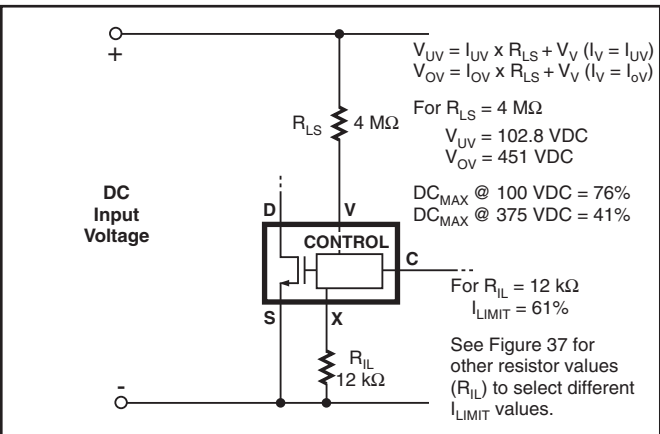 +
V_UV = I_UV x R_LS + V_V (I_V = I_UV)
V_OV = I_OV x R_LS + V_V (I_V = I_oV)
For R_LS = 4 MΩ
V_UV = 102.8 VDC
V_OV = 451 VDC
DC_MAX @ 100 VDC = 76%
DC_MAX @ 375 VDC = 41%
R_LS
4 MΩ
DC
Input
Voltage
D
V
CONTROL
C
S
X
For R_IL = 12 kΩ
I_LIMIT = 61%
R_IL
12 kΩ
See Figure 37 for
other resistor values
(R_IL) to select different
I_LIMIT values.
-